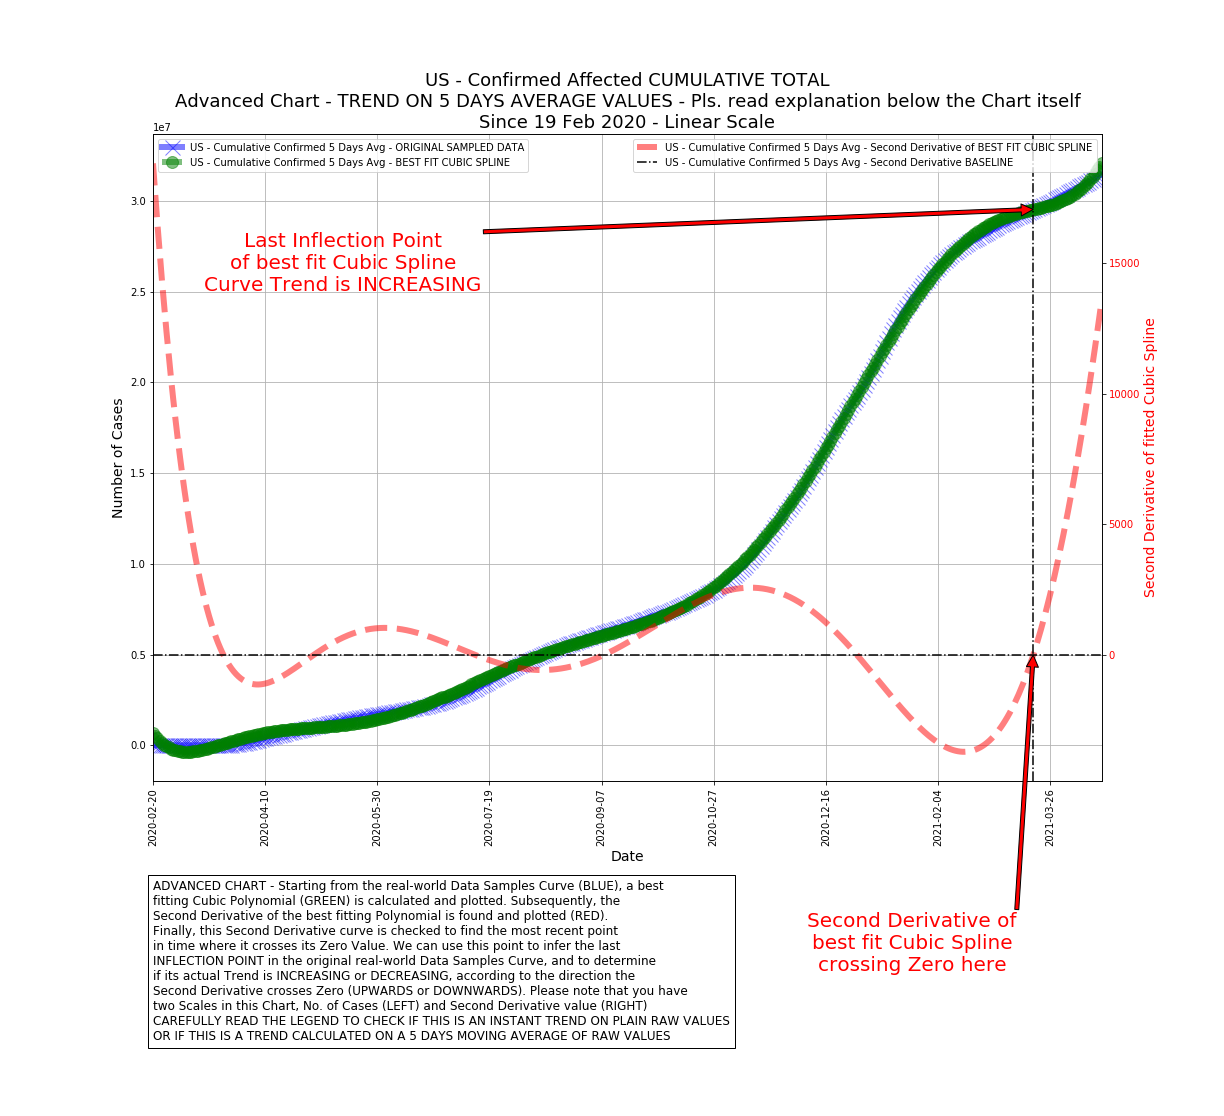 US - Confirmed Affected CUMULATIVE TOTAL
Advanced Chart - TREND ON 5 DAYS AVERAGE VALUES - Pls. read explanation below the Chart itself
Since 19 Feb 2020 - Linear Scale
1e7
US - Cumulative Confirmed 5 Days Avg - ORIGINAL SAMPLED DATA
US - Cumulative Confirmed 5 Days Avg - BEST FIT CUBIC SPLINE
US - Cumulative Confirmed 5 Days Avg - Second Derivative of BEST FIT CUBIC SPLINE
US - Cumulative Confirmed 5 Days Avg - Second Derivative BASELINE
3.0
2.5
2.0
1.5
1.0
0.5
0.0
Number of Cases
Last Inflection Point
of best fit Cubic Spline
Curve Trend is INCREASING
15000
10000
5000
0
Second Derivative of fitted Cubic Spline
2020-02-20
2020-04-10
2020-05-30
2020-07-19
2020-09-07
2020-10-27
2020-12-16
2021-02-04
2021-03-26
Date
ADVANCED CHART - Starting from the real-world Data Samples Curve (BLUE), a best
fitting Cubic Polynomial (GREEN) is calculated and plotted. Subsequently, the
Second Derivative of the best fitting Polynomial is found and plotted (RED).
Finally, this Second Derivative curve is checked to find the most recent point
in time where it crosses its Zero Value. We can use this point to infer the last
INFLECTION POINT in the original real-world Data Samples Curve, and to determine
if its actual Trend is INCREASING or DECREASING, according to the direction the
Second Derivative crosses Zero (UPWARDS or DOWNWARDS). Please note that you have
two Scales in this Chart, No. of Cases (LEFT) and Second Derivative value (RIGHT)
CAREFULLY READ THE LEGEND TO CHECK IF THIS IS AN INSTANT TREND ON PLAIN RAW VALUES
OR IF THIS IS A TREND CALCULATED ON A 5 DAYS MOVING AVERAGE OF RAW VALUES
Second Derivative of
best fit Cubic Spline
crossing Zero here